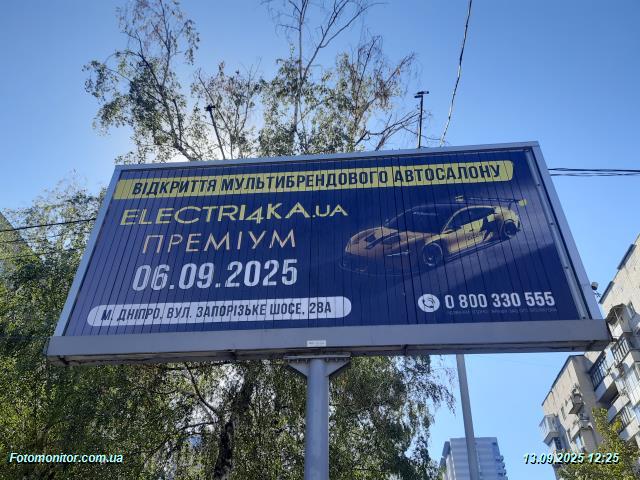 ВІДКРИТТЯ МУЛЬТИБРЕНДОВОГО АВТОСАЛОНУ
ELECTRI4KA.UA
ПРЕМІУМ
06.09.2025
М. ДНІПРО, ВУЛ. ЗАПОРІЗЬКЕ ШОСЕ, 28А
0 800 330 555
Fotomonitor.com.ua
13.09.2025 12:25